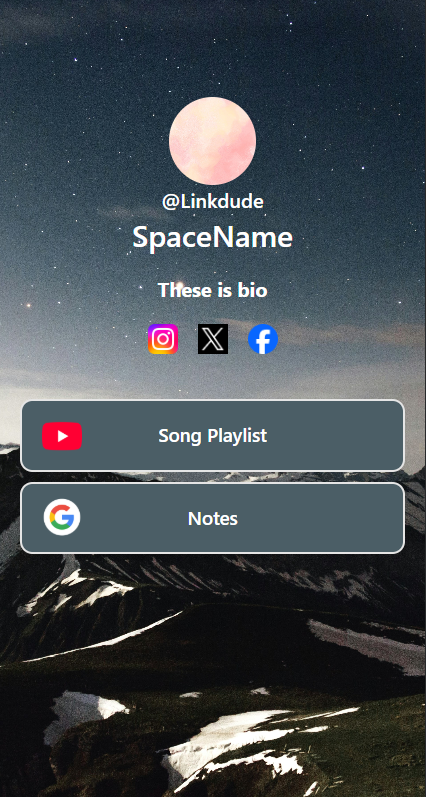 @Linkdude
SpaceName
These is bio
Song Playlist
Notes